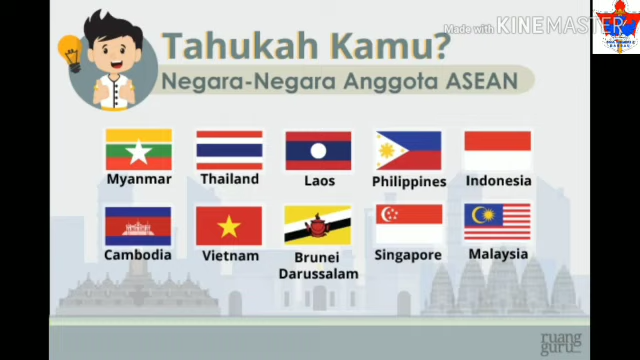 Made with KINEMASTER
Tahukah Kamu?
Negara-Negara Anggota ASEAN
Myanmar
Thailand
Laos
Philippines
Indonesia
Cambodia
Vietnam
Brunei
Darussalam
Singapore
Malaysia
ruang
guru